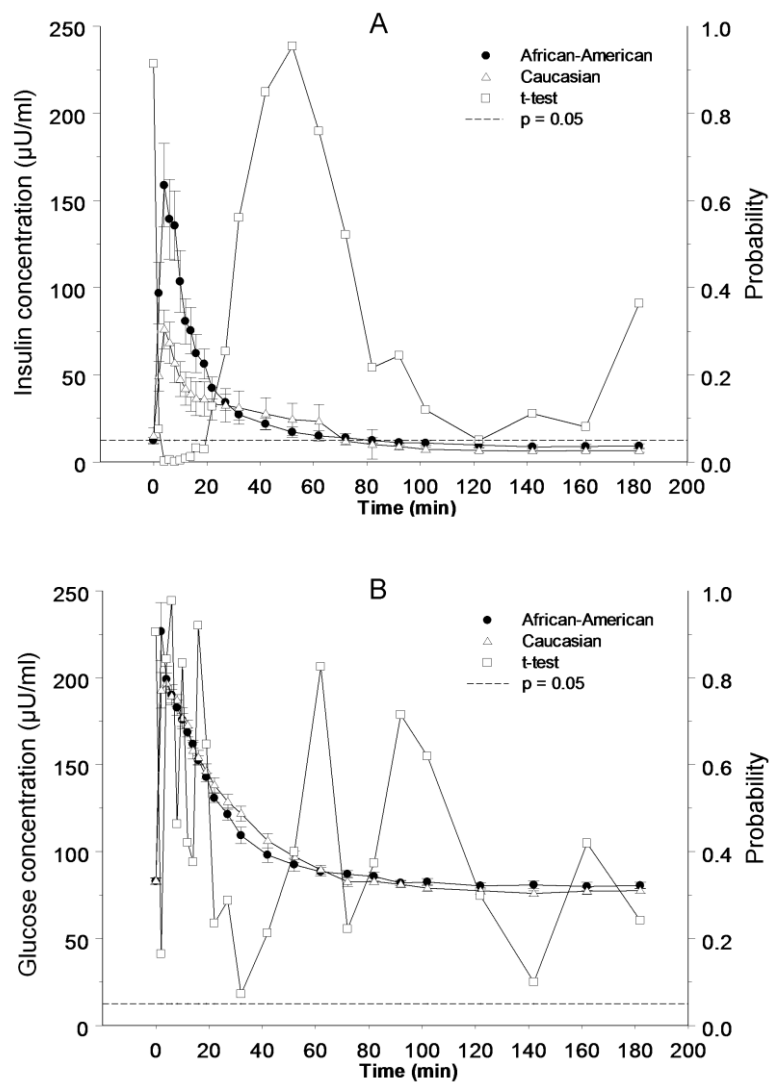 A
250
200
150
100
50
0
Insulin concentration (µU/ml)
1.0
0.8
0.6
0.4
0.2
0.0
Probability
African-American
Caucasian
t-test
p = 0.05
0 20 40 60 80 100 120 140 160 180 200
Time (min)
B
250
200
150
100
50
0
Glucose concentration (µU/ml)
1.0
0.8
0.6
0.4
0.2
0.0
Probability
African-American
Caucasian
t-test
p = 0.05
0 20 40 60 80 100 120 140 160 180 200
Time (min)